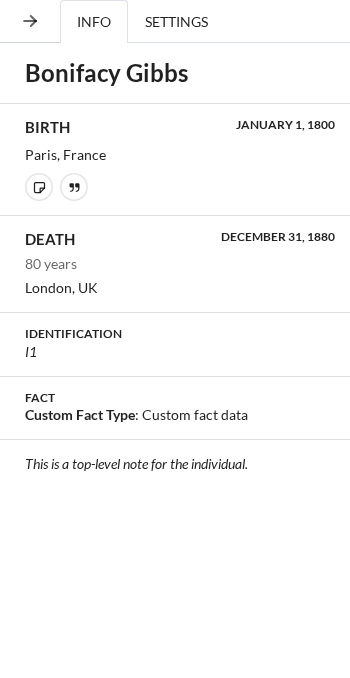 INFO SETTINGS
Bonifacy Gibbs
BIRTH JANUARY 1, 1800
Paris, France
DEATH DECEMBER 31, 1880
80 years
London, UK
IDENTIFICATION
I1
FACT
Custom Fact Type: Custom fact data
This is a top-level note for the individual.